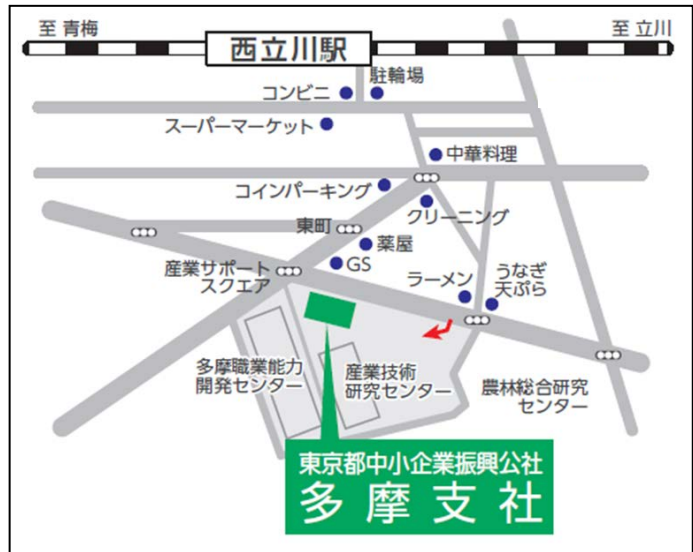 至 青梅
至 立川
西立川駅
駐輪場
コンビニ
スーパーマーケット
中華料理
コインパーキング
クリーニング
東町
薬屋
GS
産業サポート
スクエア
ラーメン
うなぎ
天ぷら
多摩職業能力
開発センター
産業技術
研究センター
農林総合研究
センター
東京都中小企業振興公社
多摩支社